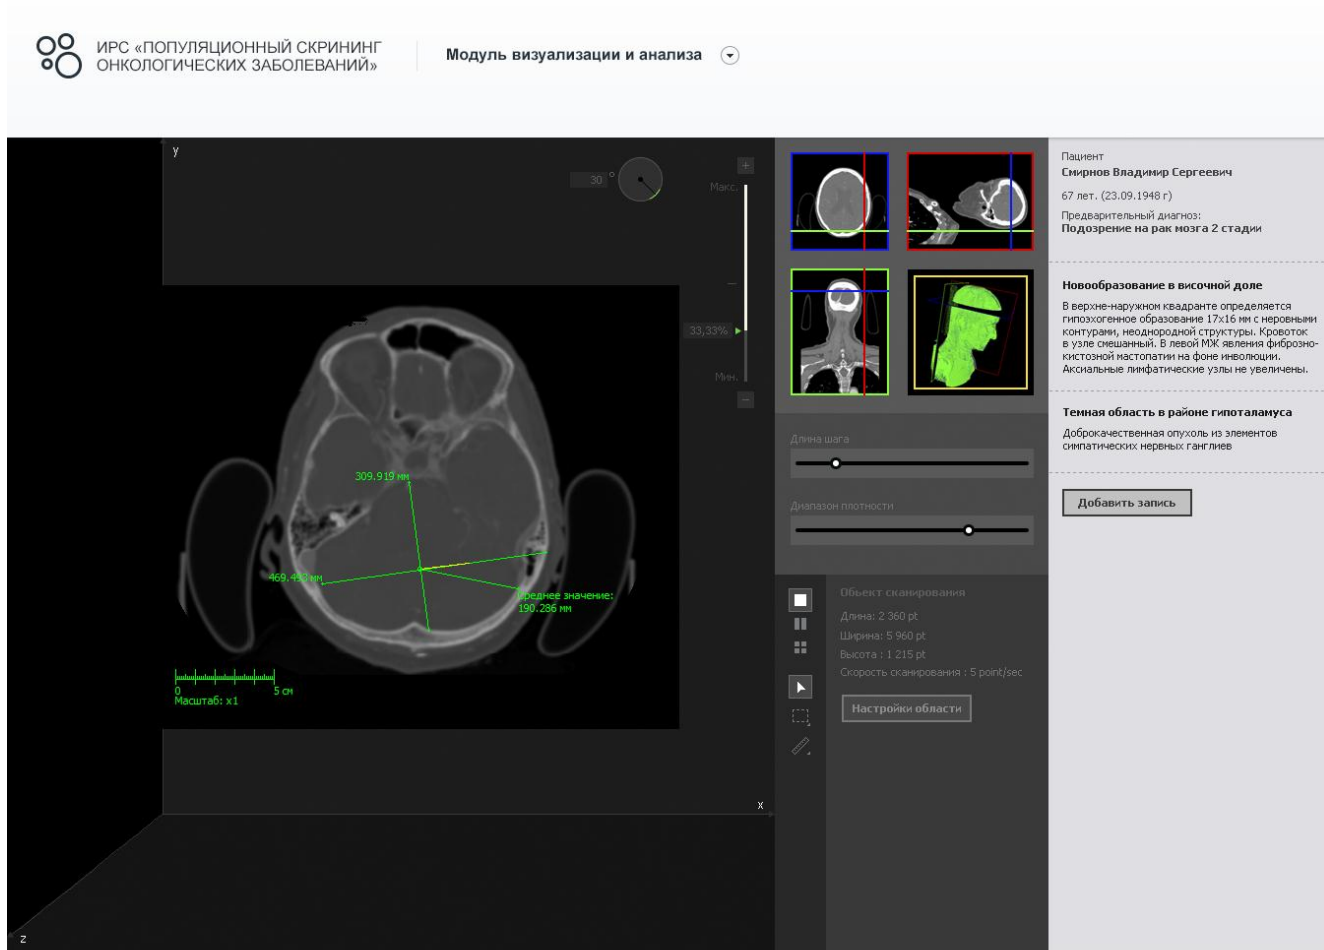 ИРС «ПОПУЛЯЦИОННЫЙ СКРИНИНГ
ОНКОЛОГИЧЕСКИХ ЗАБОЛЕВАНИЙ»
Модуль визуализации и анализа
y
30 °
Макс.
33,33%
Мин.
309.919 мм
469.493 мм
Среднее значение:
190.286 мм
0
5 см
Масштаб: x1
x
z
Длина шага
Диапазон плотности
Объект сканирования
Длина: 2 360 pt
Ширина: 5 960 pt
Высота : 1 215 pt
Скорость сканирования : 5 point/sec
Настройки области
Пациент
Смирнов Владимир Сергеевич
67 лет. (23.09.1948 г)
Предварительный диагноз:
Подозрение на рак мозга 2 стадии
Новообразование в височной доле
В верхне-наружном квадранте определяется
гипоэхогенное образование 17x16 мм с неровными
контурами, неоднородной структуры. Кровоток
в узле смешанный. В левой МЖ явления фиброзно-
кистозной мастопатии на фоне инволюции.
Аксиальные лимфатические узлы не увеличены.
Темная область в районе гипоталамуса
Доброкачественная опухоль из элементов
симпатических нервных ганглиев
Добавить запись